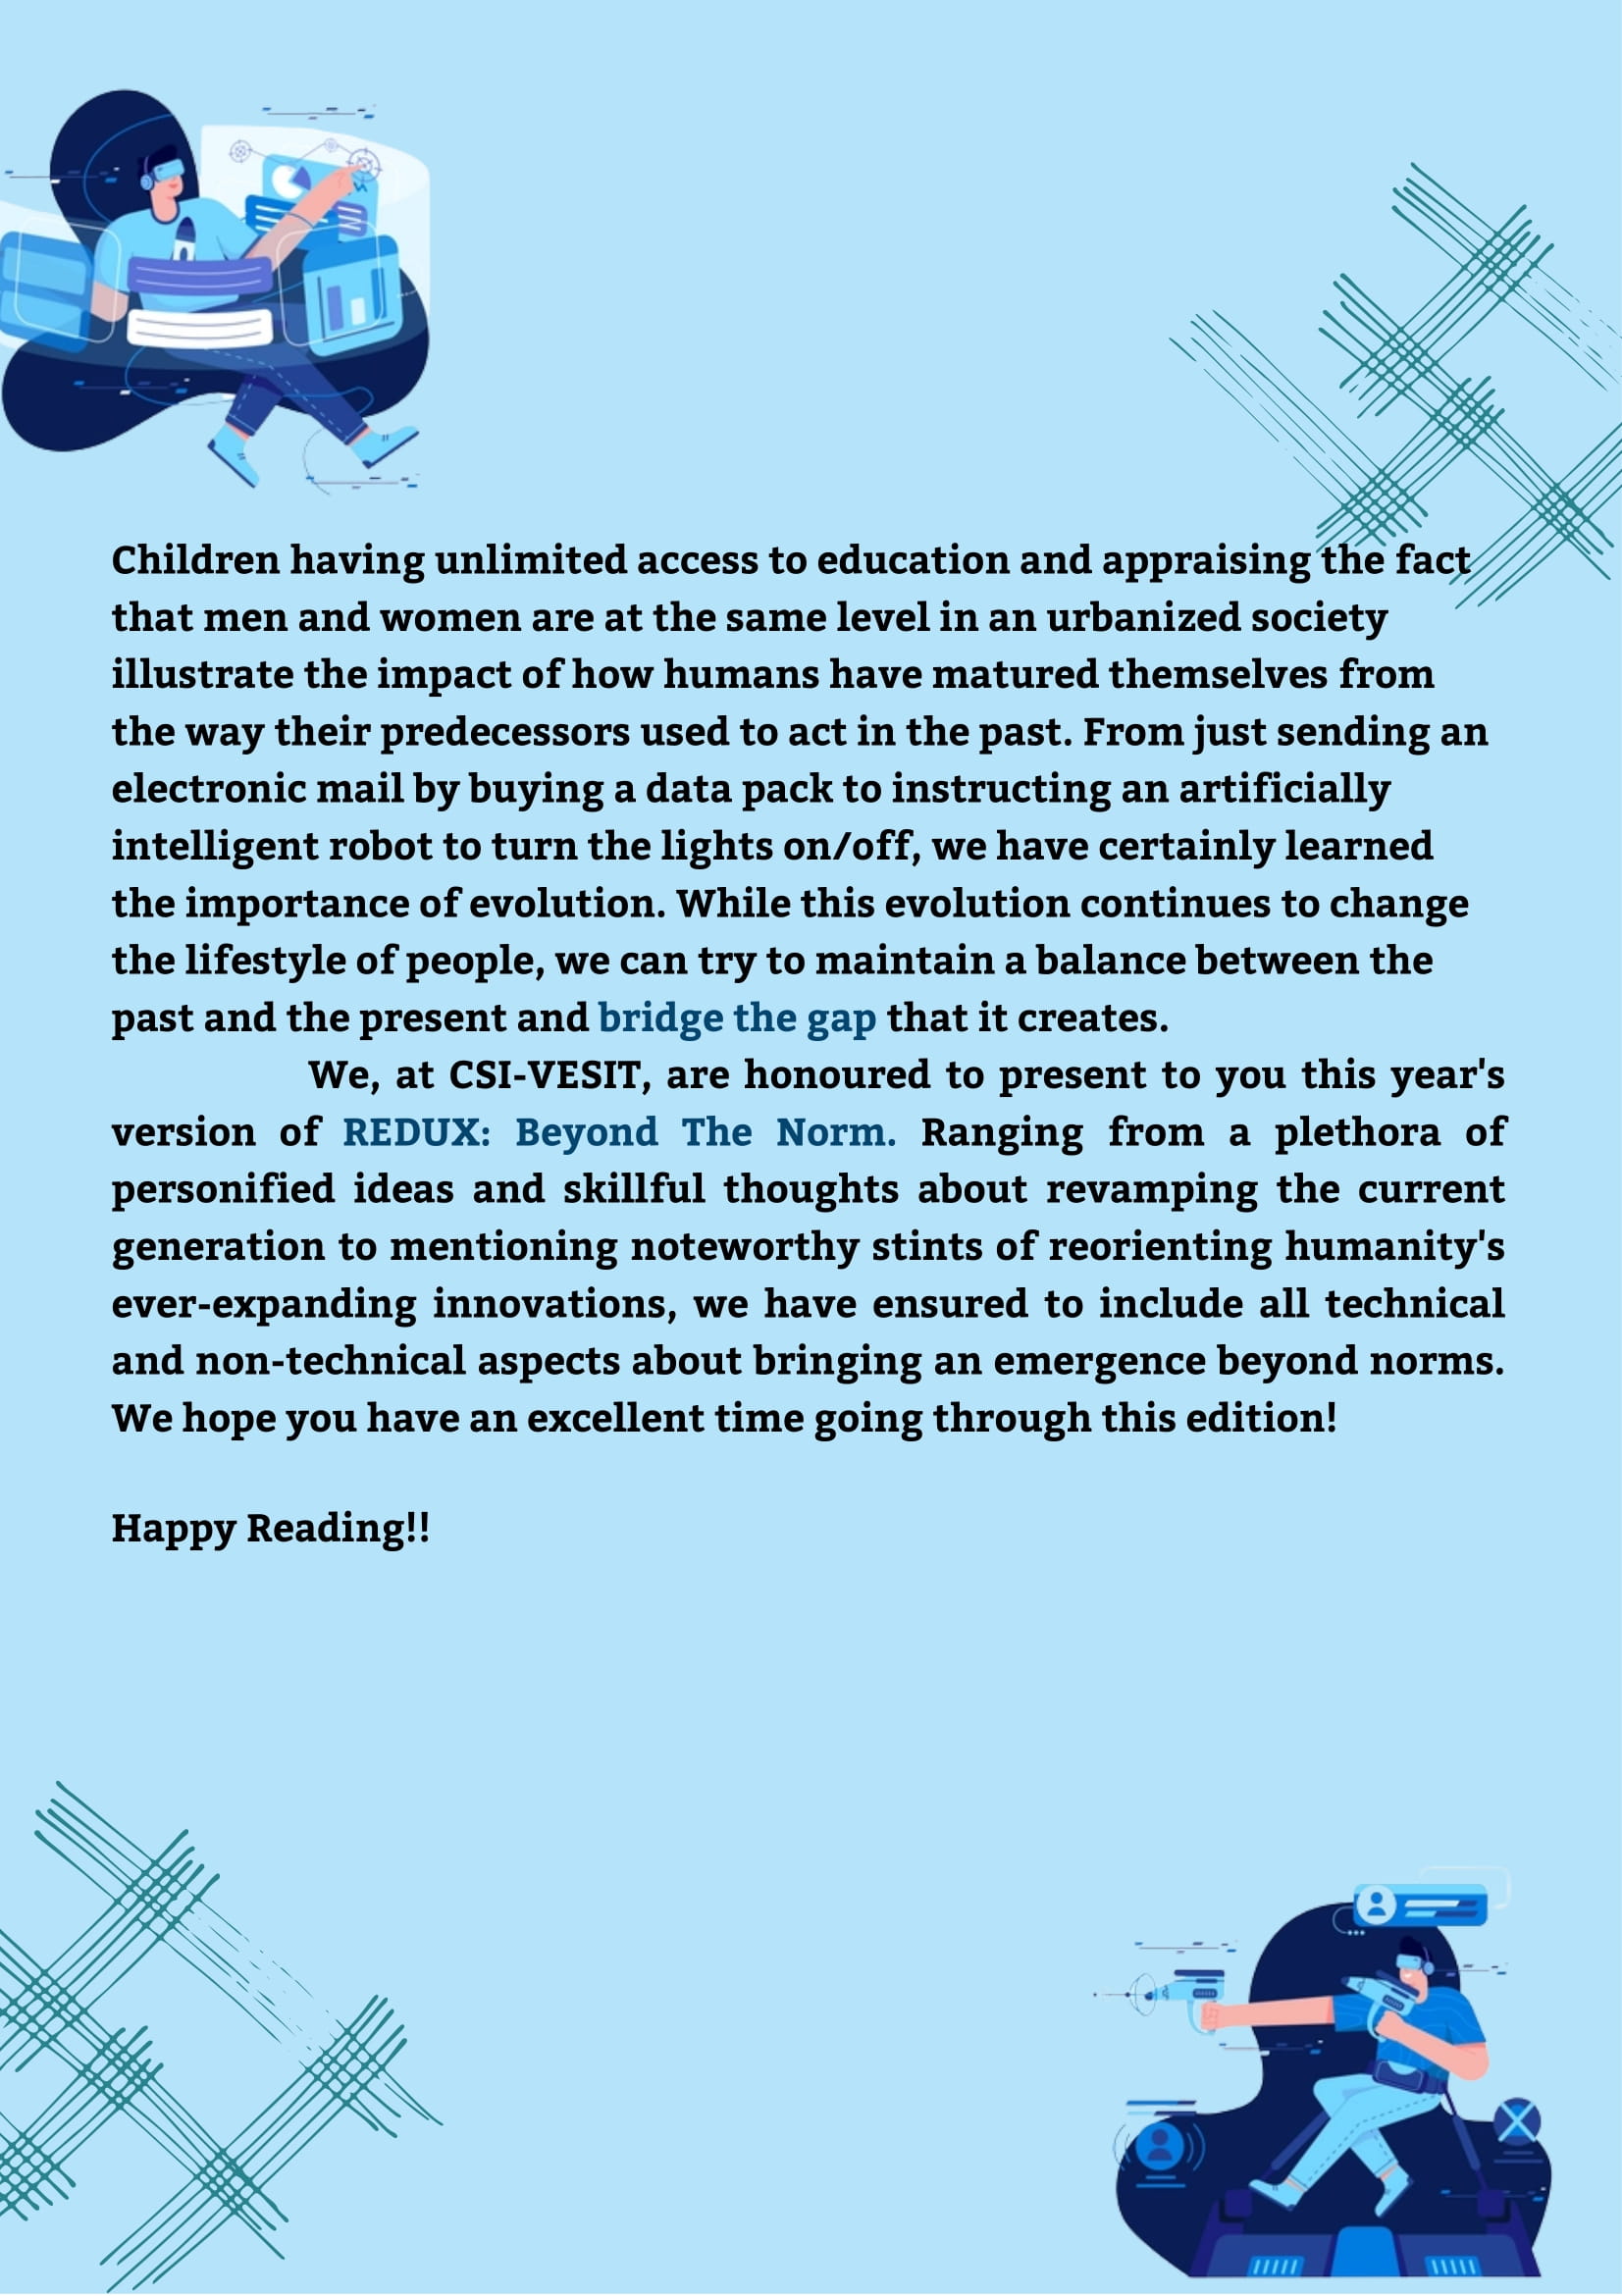 Children having unlimited access to education and appraising the fact
that men and women are at the same level in an urbanized society
illustrate the impact of how humans have matured themselves from
the way their predecessors used to act in the past. From just sending an
electronic mail by buying a data pack to instructing an artificially
intelligent robot to turn the lights on/off, we have certainly learned
the importance of evolution. While this evolution continues to change
the lifestyle of people, we can try to maintain a balance between the
past and the present and bridge the gap that it creates.
We, at CSI-VESIT, are honoured to present to you this year's
version of REDUX: Beyond The Norm. Ranging from a plethora of
personified ideas and skillful thoughts about revamping the current
generation to mentioning noteworthy stints of reorienting humanity's
ever-expanding innovations, we have ensured to include all technical
and non-technical aspects about bringing an emergence beyond norms.
We hope you have an excellent time going through this edition!
Happy Reading!!